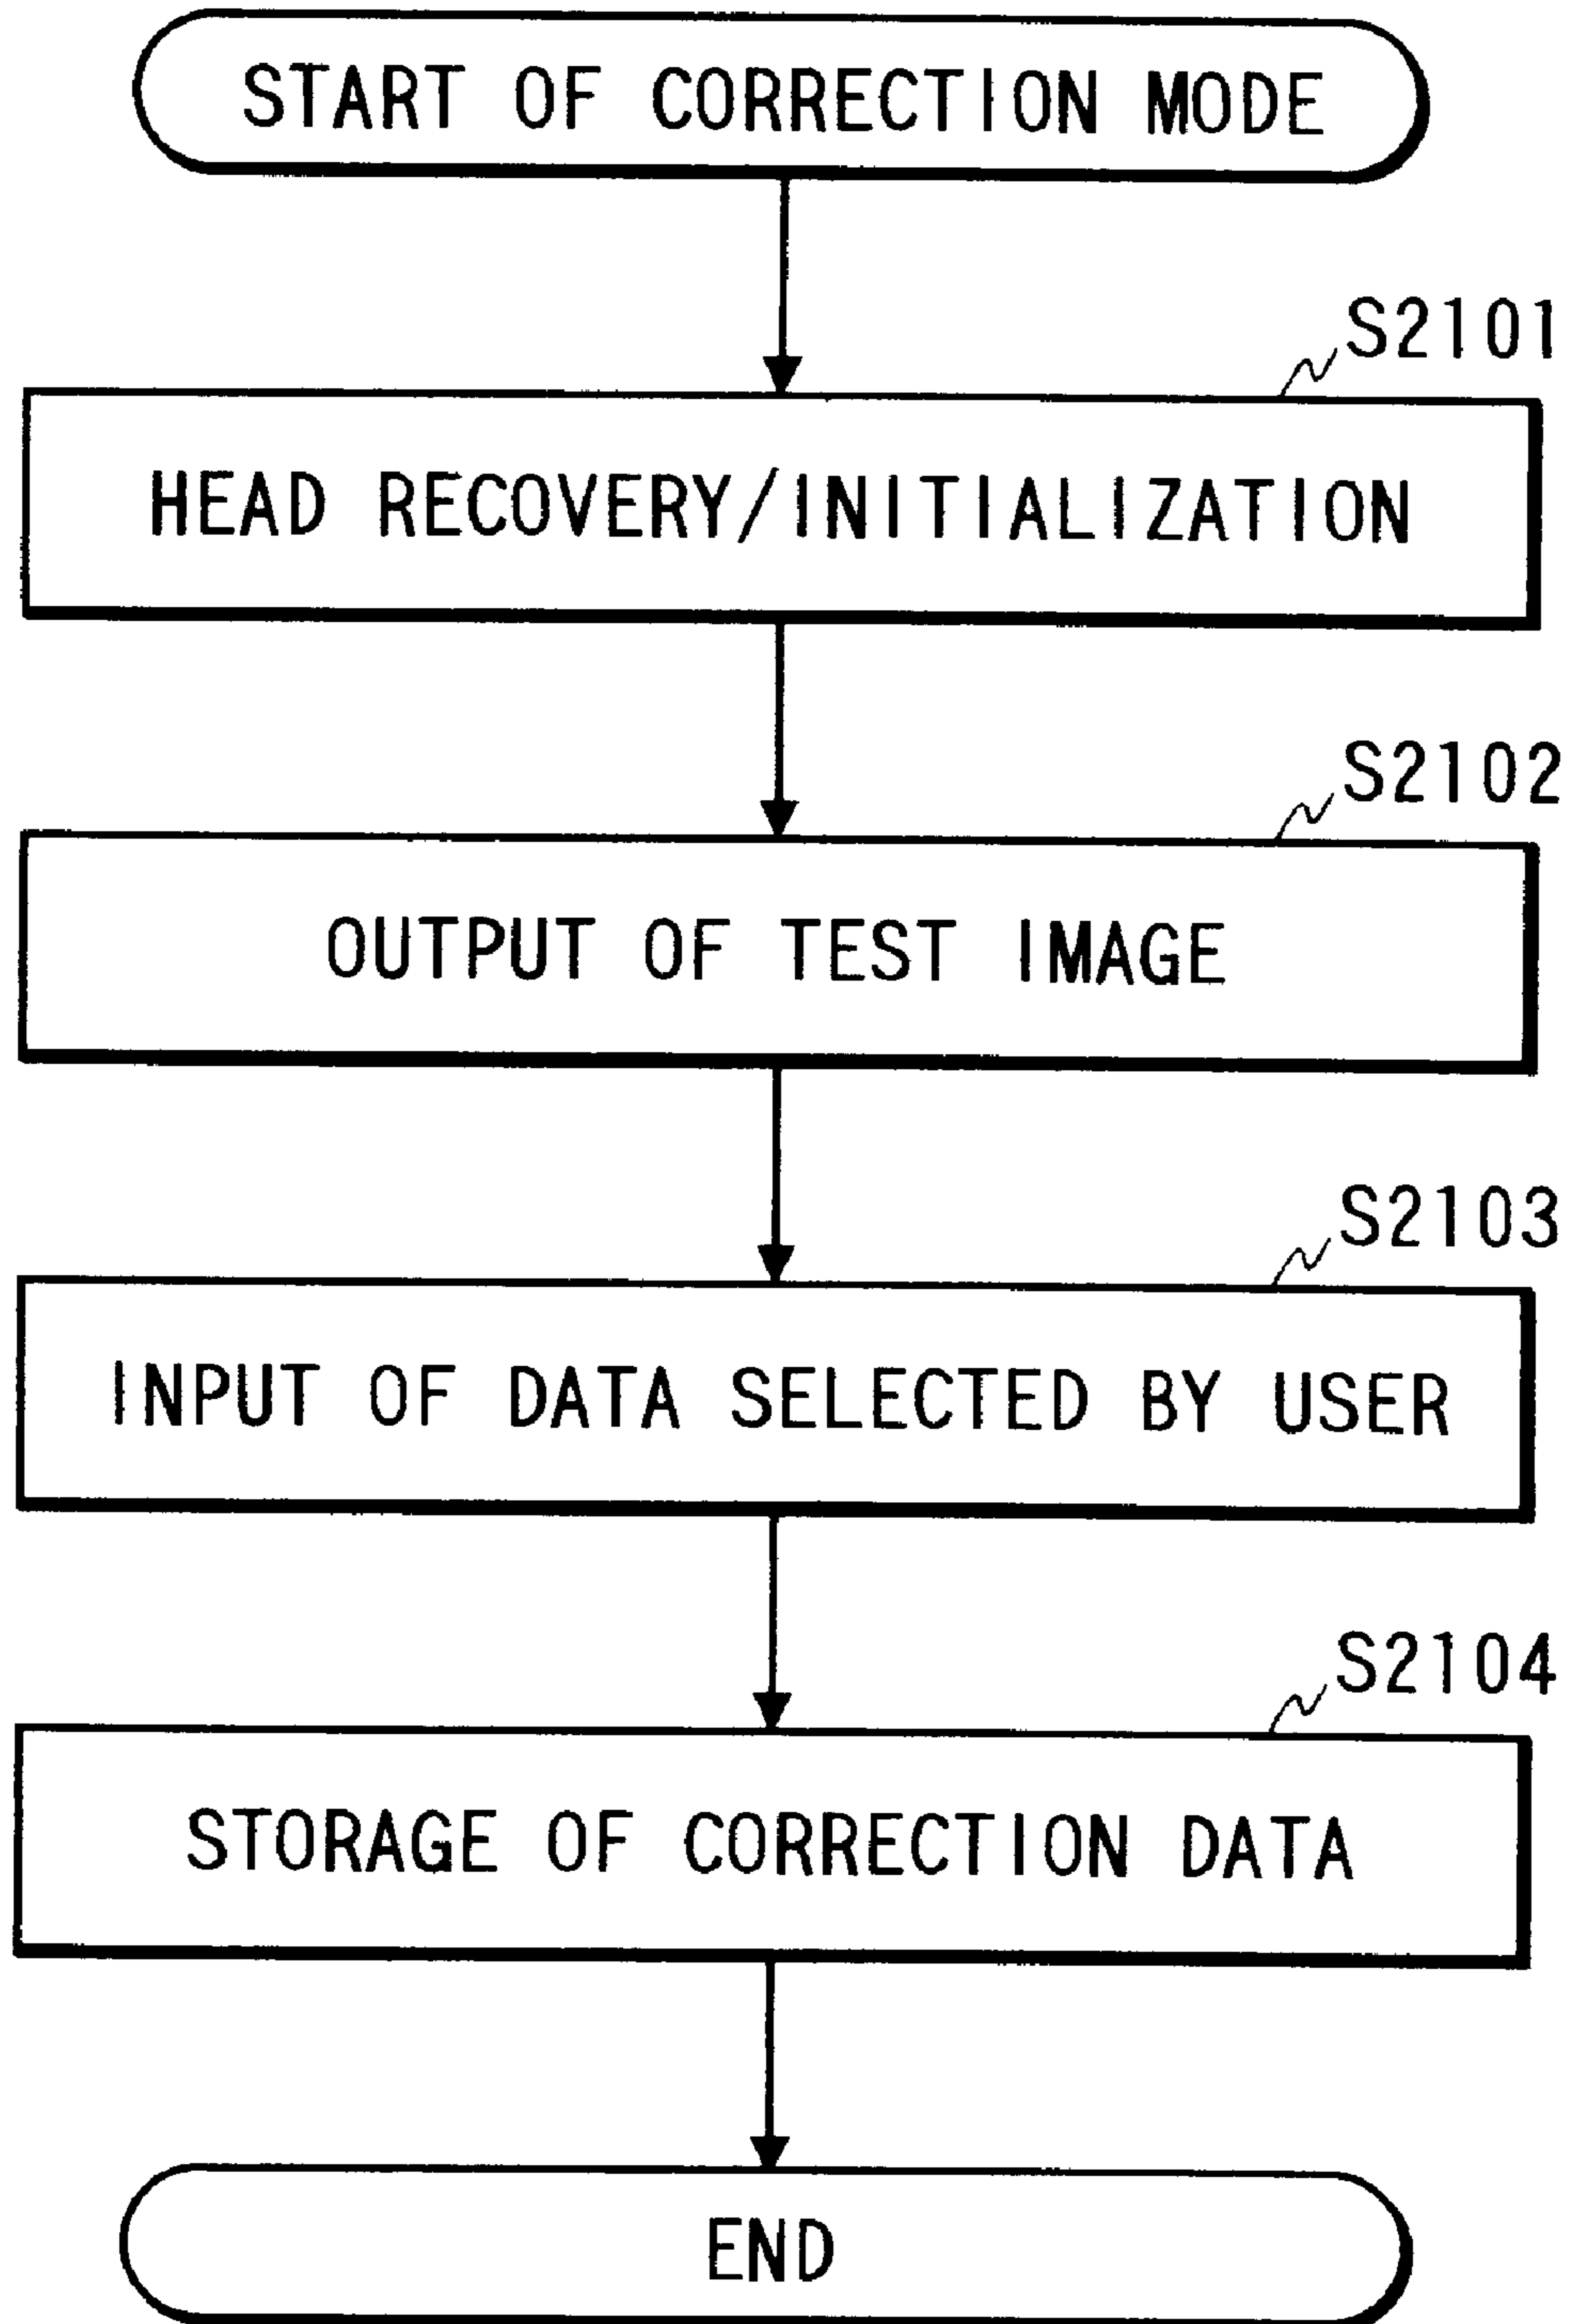 START OF CORRECTION MODE
S2101
HEAD RECOVERY/INITIALIZATION
S2102
OUTPUT OF TEST IMAGE
S2103
INPUT OF DATA SELECTED BY USER
S2104
STORAGE OF CORRECTION DATA
END